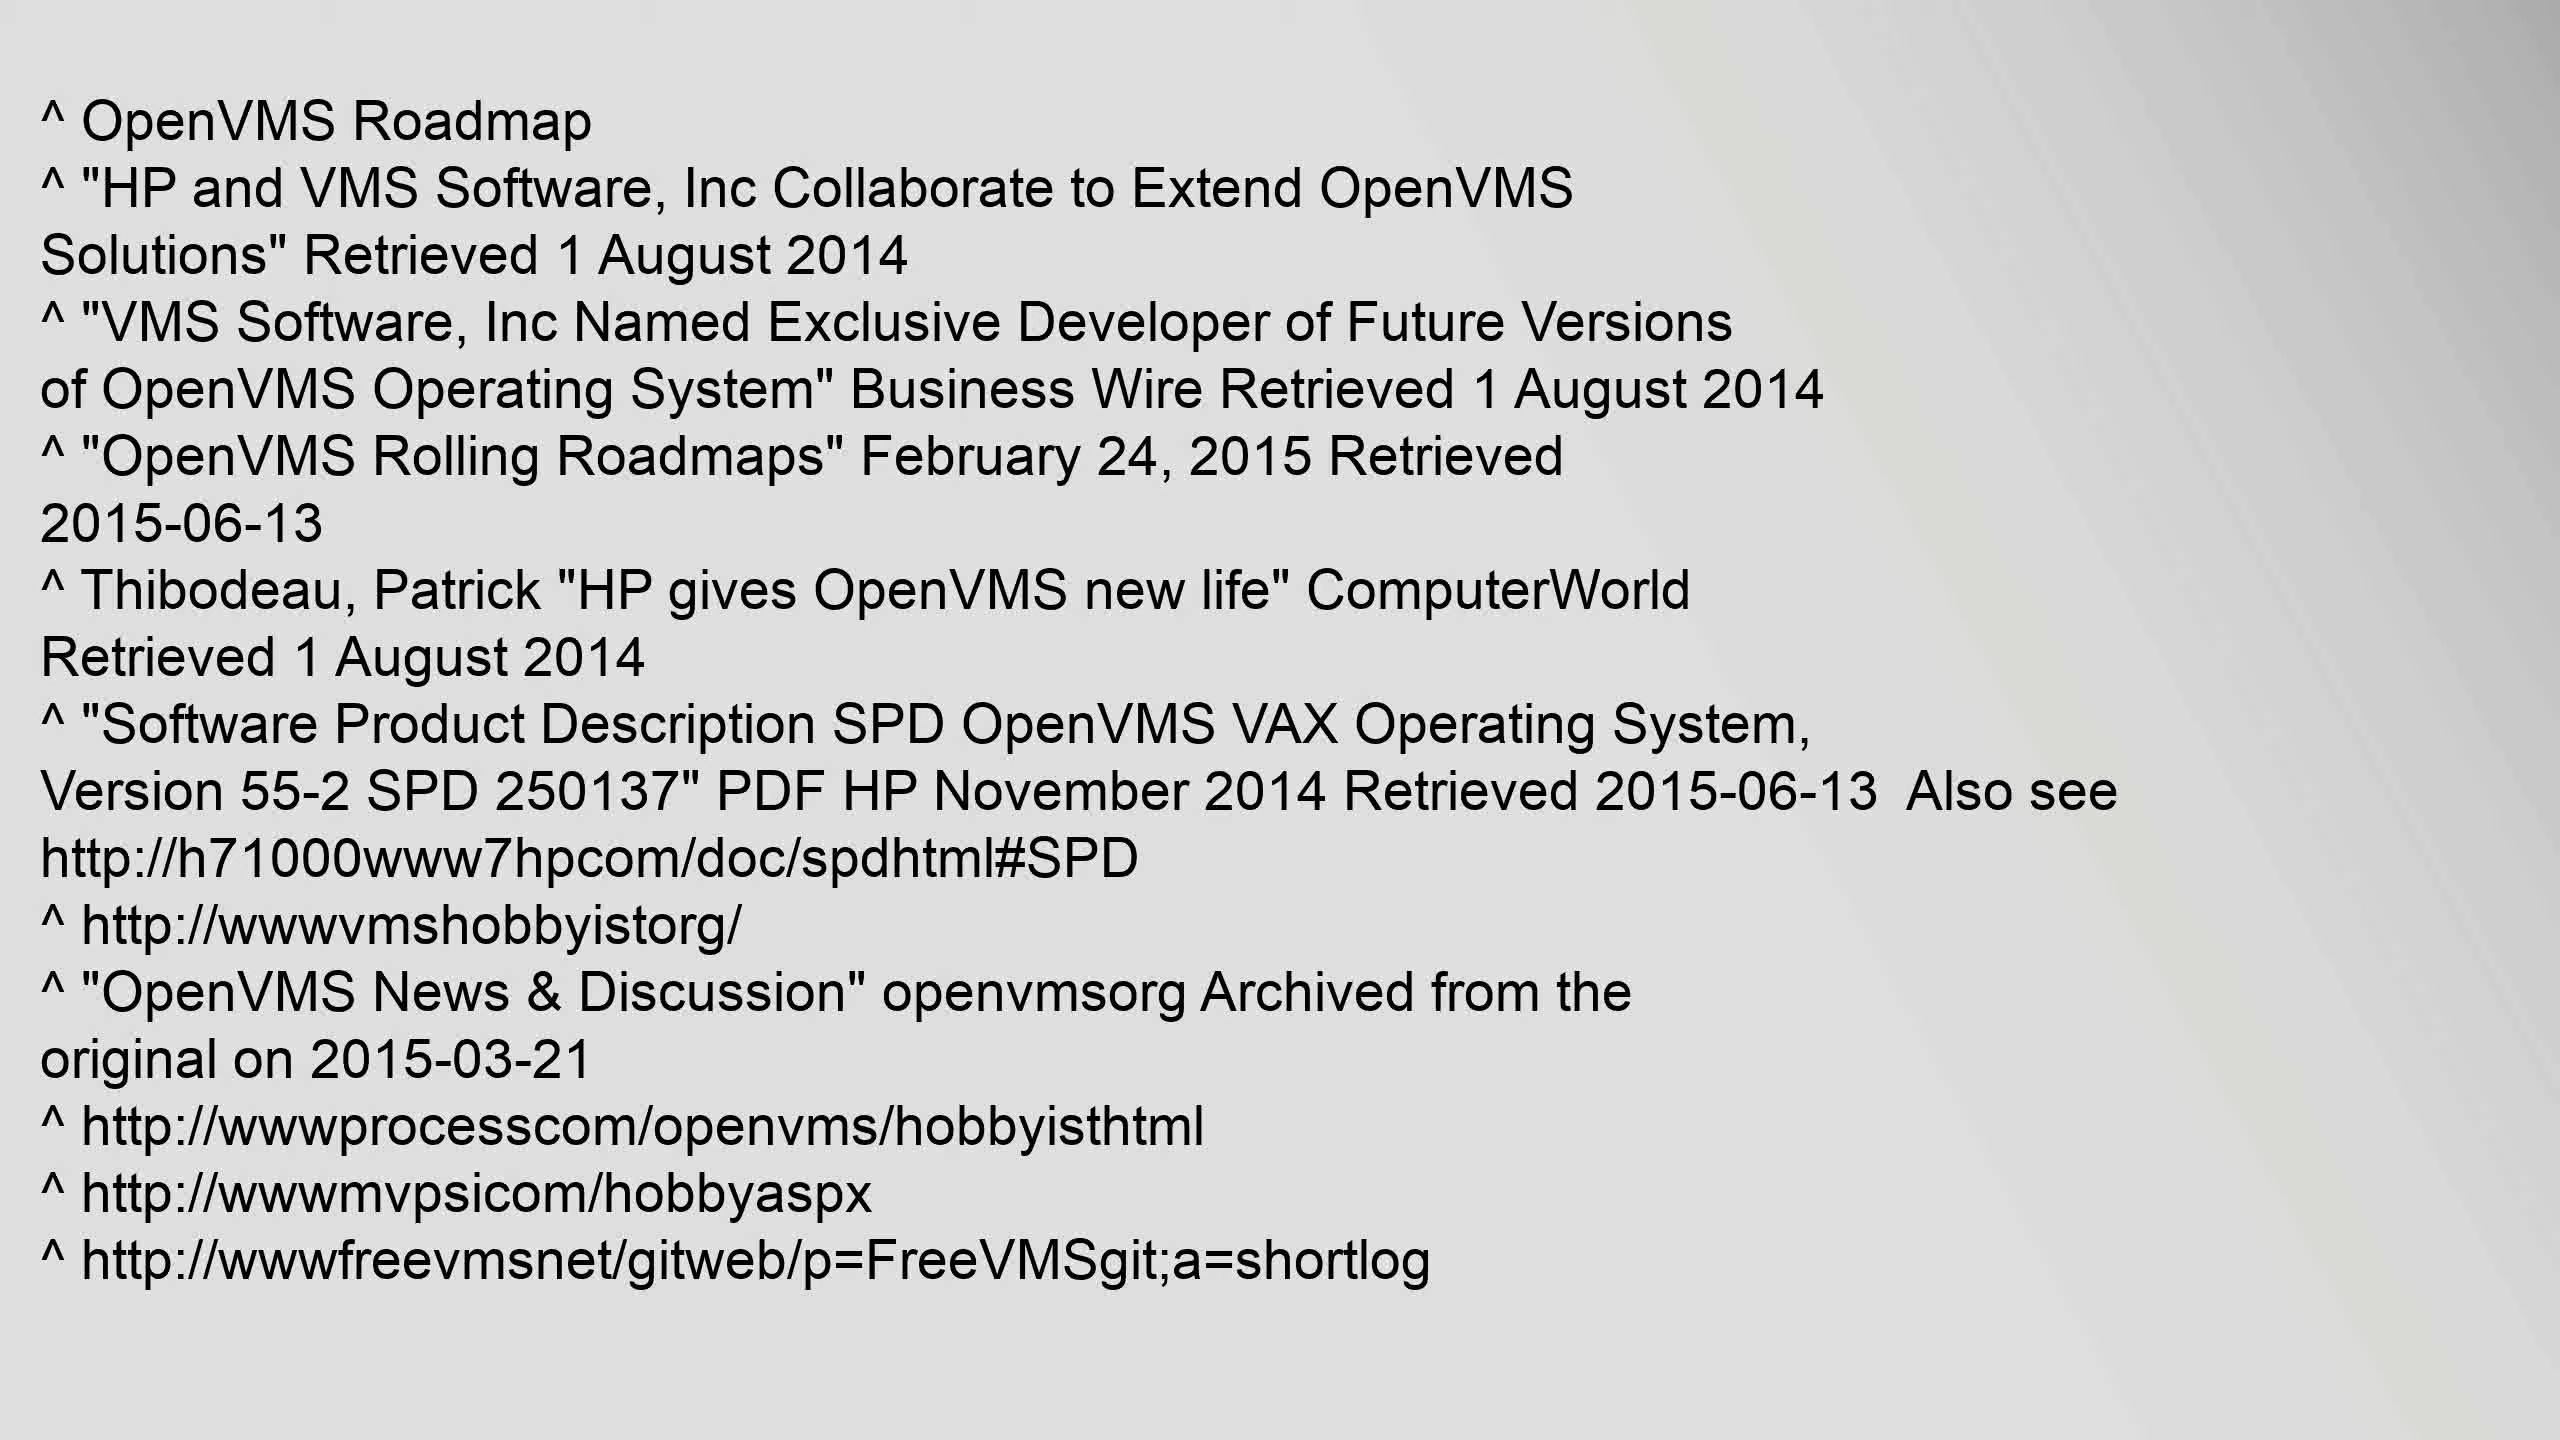 ^ OpenVMS Roadmap
^ "HP and VMS Software, Inc Collaborate to Extend OpenVMS
Solutions" Retrieved 1 August 2014
^ "VMS Software, Inc Named Exclusive Developer of Future Versions
of OpenVMS Operating System" Business Wire Retrieved 1 August 2014
^ "OpenVMS Rolling Roadmaps" February 24, 2015 Retrieved
2015-06-13
^ Thibodeau, Patrick "HP gives OpenVMS new life" ComputerWorld
Retrieved 1 August 2014
^ "Software Product Description SPD OpenVMS VAX Operating System,
Version 55-2 SPD 250137" PDF HP November 2014 Retrieved 2015-06-13  Also see
http://h71000www7hpcom/doc/spdhtml#SPD
^ http://wwwvmshobbyistorg/
^ "OpenVMS News & Discussion" openvmsorg Archived from the
original on 2015-03-21
^ http://wwwprocesscom/openvms/hobbyisthtml
^ http://wwwmvpsicom/hobbyaspx
^ http://wwwfreevmsnet/gitweb/p=FreeVMSgit;a=shortlog